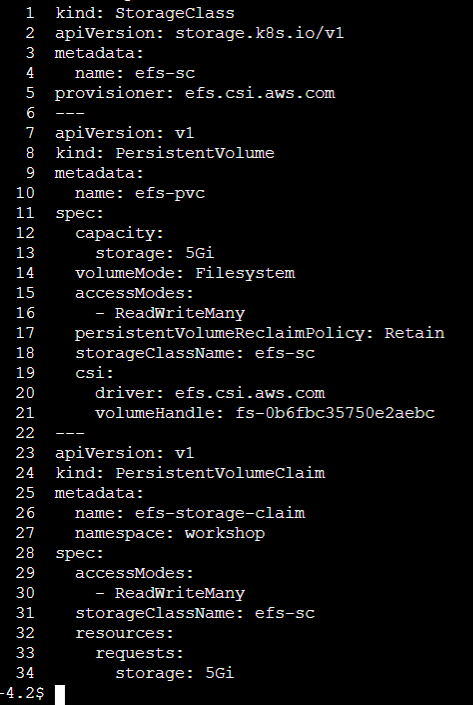 1 kind: StorageClass
2 apiVersion: storage.k8s.io/v1
3 metadata:
4   name: efs-sc
5 provisioner: efs.csi.aws.com
6 ---
7 apiVersion: v1
8 kind: PersistentVolume
9 metadata:
10   name: efs-pvc
11 spec:
12   capacity:
13     storage: 5Gi
14   volumeMode: Filesystem
15   accessModes:
16     - ReadWriteMany
17   persistentVolumeReclaimPolicy: Retain
18   storageClassName: efs-sc
19   csi:
20     driver: efs.csi.aws.com
21     volumeHandle: fs-0b6fbc35750e2aebc
22 ---
23 apiVersion: v1
24 kind: PersistentVolumeClaim
25 metadata:
26   name: efs-storage-claim
27   namespace: workshop
28 spec:
29   accessModes:
30     - ReadWriteMany
31   storageClassName: efs-sc
32   resources:
33     requests:
34       storage: 5Gi
-4.2$